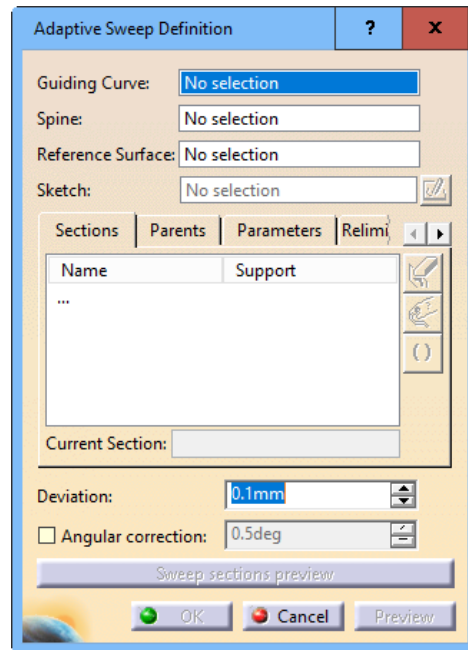 Adaptive Sweep Definition ? x
Guiding Curve: No selection
Spine: No selection
Reference Surface: No selection
Sketch: No selection
Sections Parents Parameters Relimi
Name Support
...
()
Current Section:
Deviation: 0.1mm
Angular correction: 0.5deg
Sweep sections preview
OK Cancel Preview